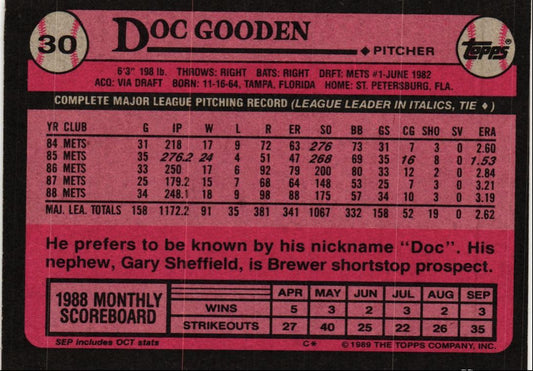 30
DOC GOODEN
PITCHER
topps®
6'3" 198 lb. THROWS: RIGHT BATS: RIGHT DRFT: METS #1-JUNE 1982
ACQ: VIA DRAFT BORN: 11-16-64, TAMPA, FLORIDA HOME: ST. PETERSBURG, FLA.
COMPLETE MAJOR LEAGUE PITCHING RECORD (LEAGUE LEADER IN ITALICS, TIE ♦)
YR CLUB G IP W L R ER SO BB GS CG SHO SV ERA
84 METS 31 218 17 9 72 63 276 73 31 7 3 0 2.60
85 METS 35 276.2 24 4 51 47 268 69 35 16 8 0 1.53
86 METS 33 250 17 6 92 79 200 80 33 12 2 0 2.84
87 METS 25 179.2 15 7 68 64 148 53 25 7 3 0 3.21
88 METS 34 248.1 18 9 98 88 175 57 34 10 3 0 3.19
MAJ. LEA. TOTALS 158 1172.2 91 35 381 341 1067 332 158 52 19 0 2.62
He prefers to be known by his nickname "Doc". His
nephew, Gary Sheffield, is Brewer shortstop prospect.
1988 MONTHLY
SCOREBOARD
APR MAY JUN JUL AUG SEP
WINS 5 3 2 3 2 3
STRIKEOUTS 27 40 25 22 26 35
SEP includes OCT stats
C*
©1989 THE TOPPS COMPANY, INC.